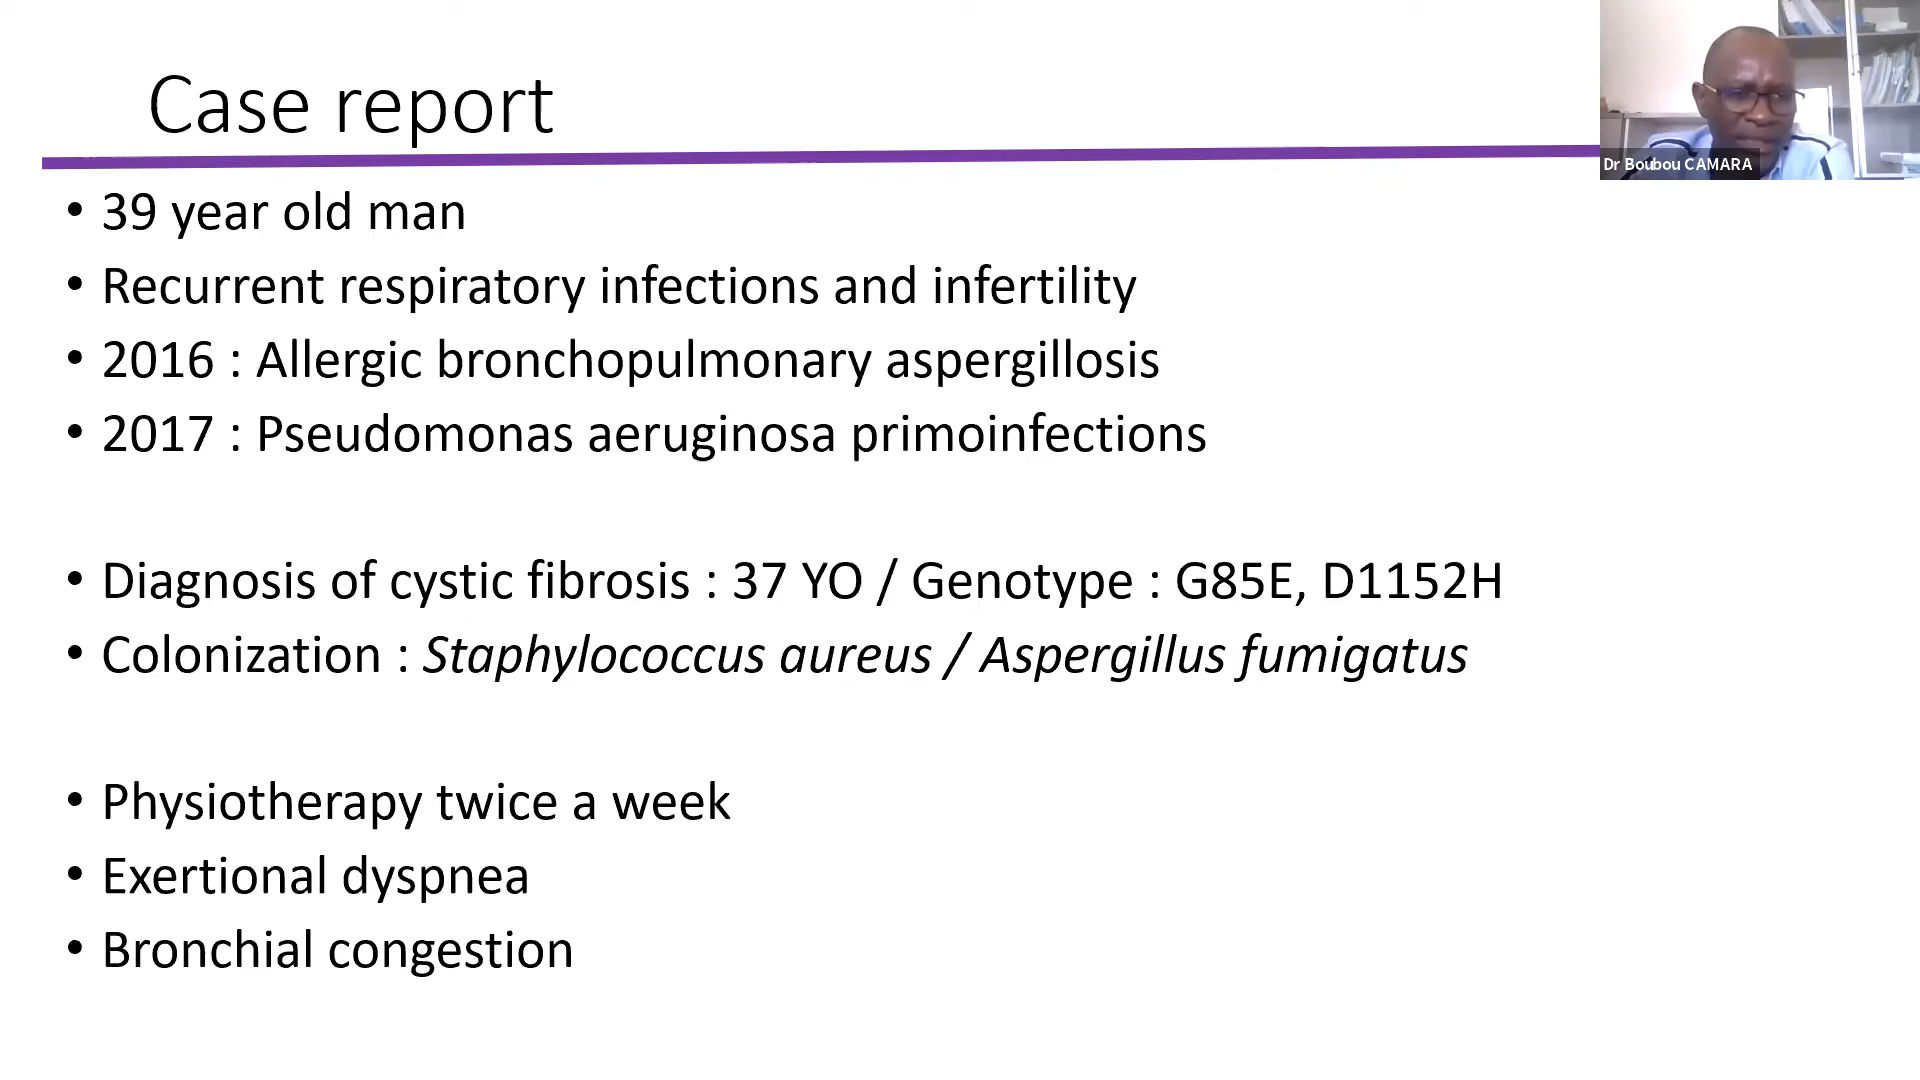 Case report
Dr Boubou CAMARA
• 39 year old man
• Recurrent respiratory infections and infertility
• 2016 : Allergic bronchopulmonary aspergillosis
• 2017 : Pseudomonas aeruginosa primoinfections
• Diagnosis of cystic fibrosis : 37 YO / Genotype : G85E, D1152H
• Colonization : Staphylococcus aureus / Aspergillus fumigatus
• Physiotherapy twice a week
• Exertional dyspnea
• Bronchial congestion